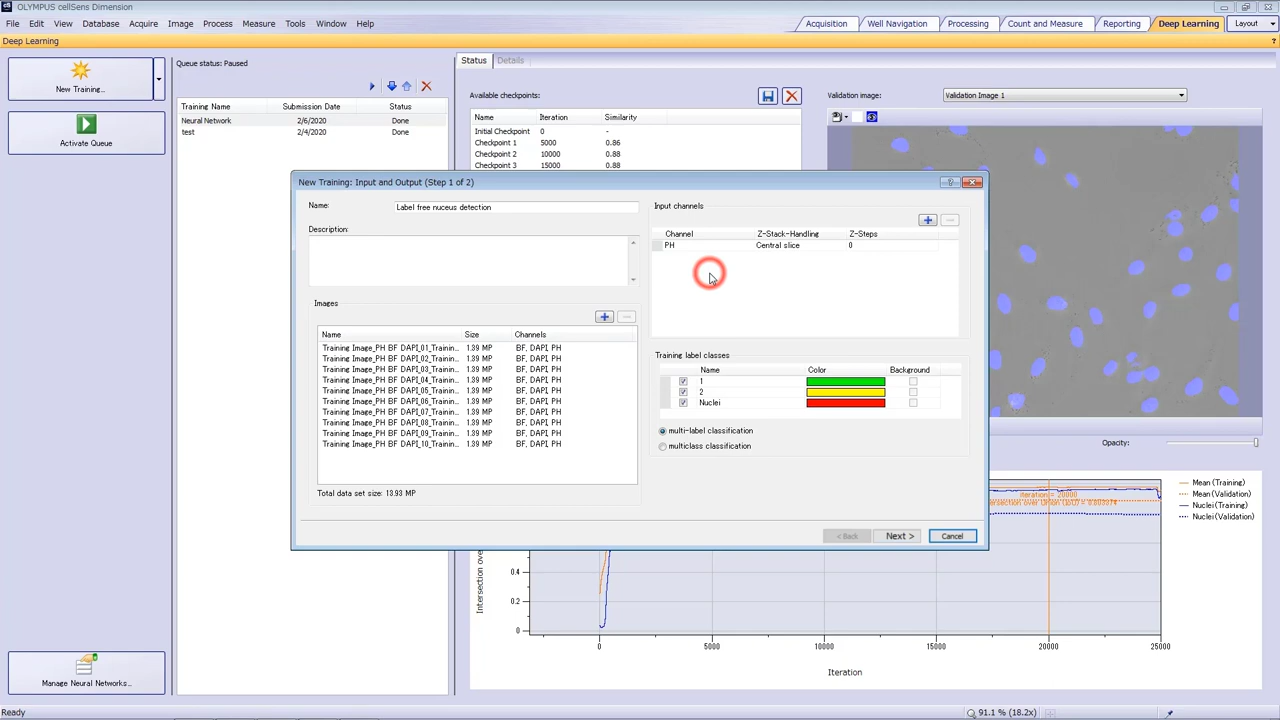 OLYMPUS cellSens Dimension
File Edit View Database Acquire Image Process Measure Tools Window Help
Acquisition Well Navigation Processing Count and Measure Reporting Deep Learning Layout
Deep Learning ?
New Training...
Activate Queue
Manage Neural Networks...
Queue status: Paused
Training Name Submission Date Status
Neural Network 2/6/2020 Done
test 2/4/2020 Done
Status Details
Available checkpoints:
Name Iteration Similarity
Initial Checkpoint 0 -
Checkpoint 1 5000 0.86
Checkpoint 2 10000 0.88
Checkpoint 3 15000 0.88
Validation image: Validation Image 1
Opacity:
New Training: Input and Output (Step 1 of 2)
Name: Label free nuceus detection
Description:
Images
Name Size Channels
Training Image_PH BF DAPI_01_Trainin... 1.39 MP BF, DAPI, PH
Training Image_PH BF DAPI_02_Trainin... 1.39 MP BF, DAPI, PH
Training Image_PH BF DAPI_03_Trainin... 1.39 MP BF, DAPI, PH
Training Image_PH BF DAPI_04_Trainin... 1.39 MP BF, DAPI, PH
Training Image_PH BF DAPI_05_Trainin... 1.39 MP BF, DAPI, PH
Training Image_PH BF DAPI_06_Trainin... 1.39 MP BF, DAPI, PH
Training Image_PH BF DAPI_07_Trainin... 1.39 MP BF, DAPI, PH
Training Image_PH BF DAPI_08_Trainin... 1.39 MP BF, DAPI, PH
Training Image_PH BF DAPI_09_Trainin... 1.39 MP BF, DAPI, PH
Training Image_PH BF DAPI_10_Trainin... 1.39 MP BF, DAPI, PH
Total data set size: 13.93 MP
Input channels
Channel Z-Stack-Handling Z-Steps
PH Central slice 0
Training label classes
Name Color Background
1
2
Nuclei
multi-label classification
multiclass classification
< Back Next > Cancel
Mean (Training)
Mean (Validation)
Nuclei (Training)
Nuclei (Validation)
iteration = 20000
Intersection ov
0.4
0.2
0
0 5000 10000 15000 20000 25000
Iteration
Ready 91.1 % (18.2x)